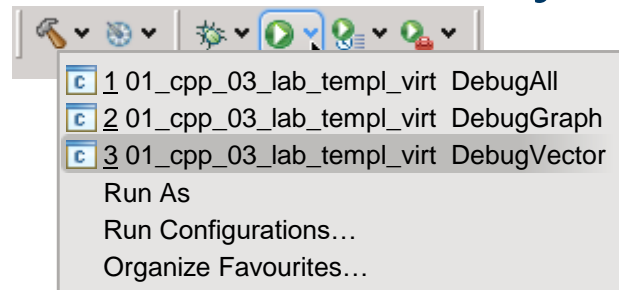 1 01_cpp_03_lab_templ_virt DebugAll
2 01_cpp_03_lab_templ_virt DebugGraph
3 01_cpp_03_lab_templ_virt DebugVector
Run As
Run Configurations…
Organize Favourites…